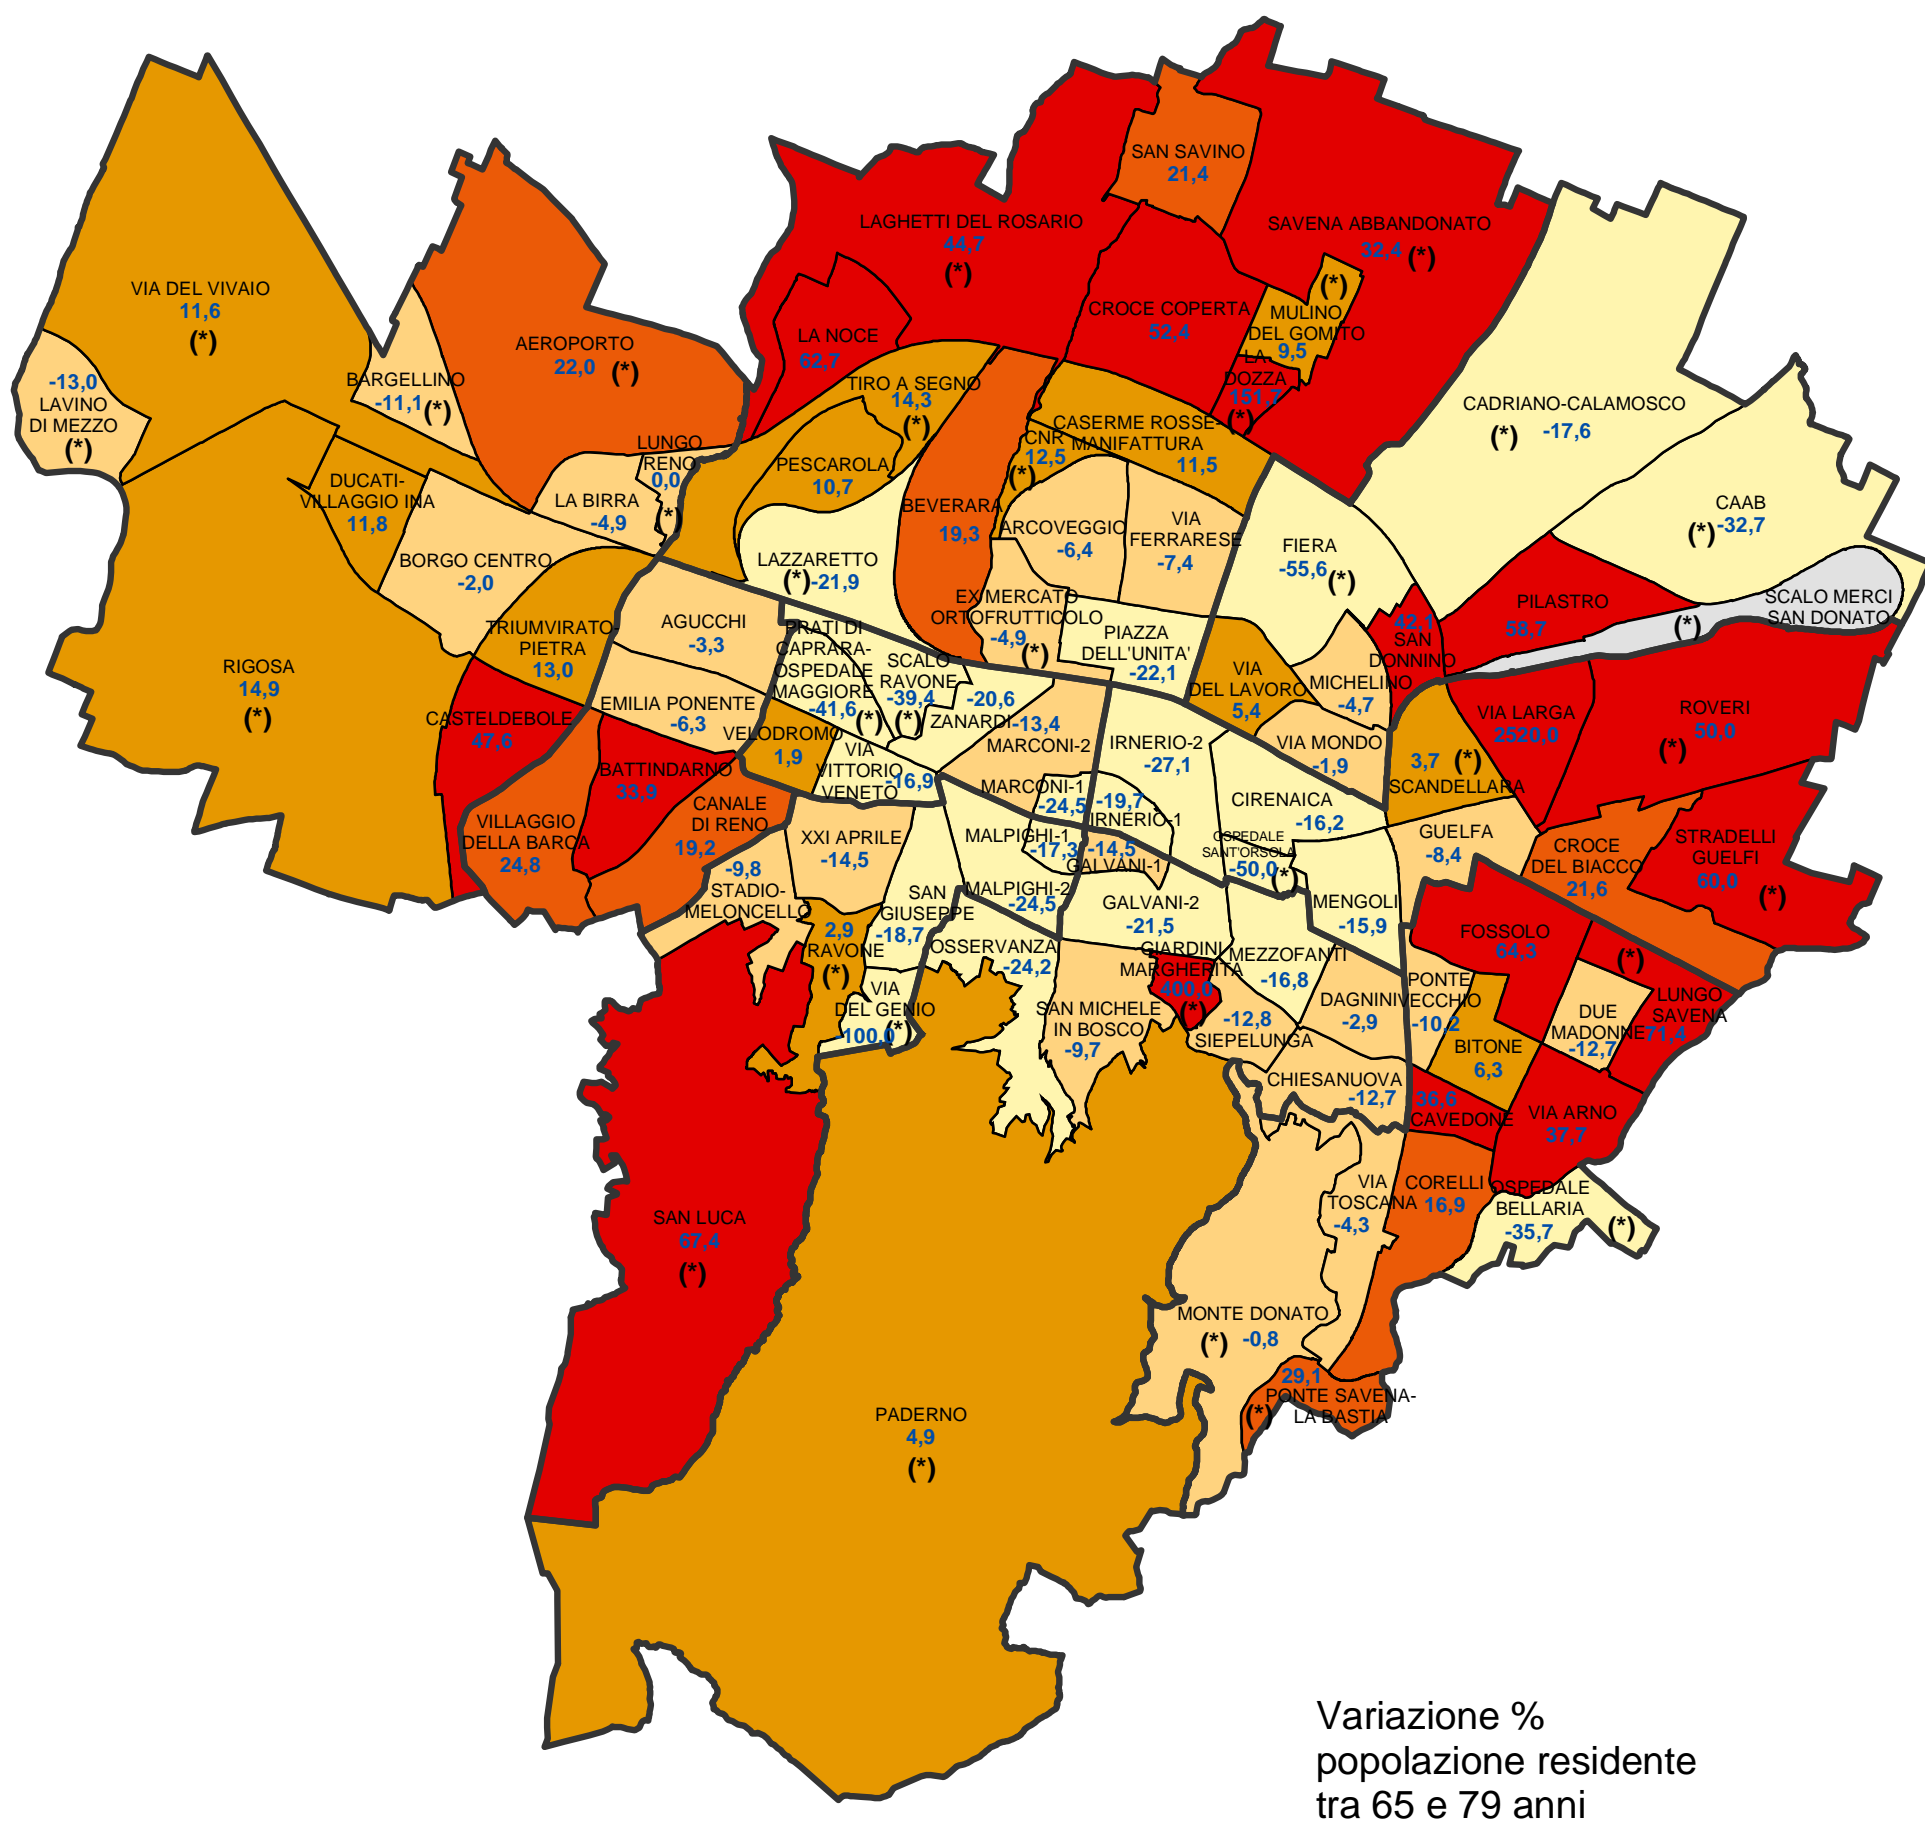 SAN SAVINO
21,4
LAGHETTI DEL ROSARIO
44,7
(*)
SAVENA ABBANDONATO
32,4 (*)
VIA DEL VIVAIO
11,6
(*)
AEROPORTO
22,0 (*)
LA NOCE
62,7
CROCE COPERTA
52,4
(*)
MULINO
DEL GOMITO
9,5
LA
DOZZA
151,7
(*)
-13,0
LAVINO
DI MEZZO
(*)
BARGELLINO
-11,1 (*)
TIRO A SEGNO
14,3
(*)
CADRIANO-CALAMOSCO
(*) -17,6
CASERME ROSSE-
MANIFATTURA
11,5
CNR
12,5
(*)
LUNGO
RENO
0,0
(*)
PESCAROLA
10,7
DUCATI-
VILLAGGIO INA
11,8
LA BIRRA
-4,9
BEVERARA
19,3
ARCOVEGGIO
-6,4
VIA
FERRARESE
-7,4
FIERA
-55,6 (*)
CAAB
(*) -32,7
BORGO CENTRO
-2,0
LAZZARETTO
(*) -21,9
EX MERCATO
ORTOFRUTTICOLO
-4,9 (*)
PILASTRO
58,7
SCALO MERCI
SAN DONATO
(*)
TRIUMVIRATO-
PIETRA
13,0
AGUCCHI
-3,3
PRATI DI
CAPRARA-
OSPEDALE
MAGGIORE
-41,6
(*)
SCALO
RAVONE
-39,4
(*)
PIAZZA
DELL'UNITA'
-22,1
42,1
SAN
DONNINO
RIGOSA
14,9
(*)
VIA
DEL LAVORO
5,4
MICHELINO
-4,7
EMILIA PONENTE
-6,3
-20,6
ZANARDI
-13,4
MARCONI-2
CASTELDEBOLE
47,6
VELODROMO
1,9
VIA
VITTORIO
VENETO
-16,9
IRNERIO-2
-27,1
VIA MONDO
-1,9
3,7 (*)
SCANDELLARA
VIA LARGA
2520,0
ROVERI
50,0
(*)
BATTINDARNO
33,9
MARCONI-1
-24,5
-19,7
IRNERIO-1
CIRENAICA
-16,2
CANALE
DI RENO
19,2
VILLAGGIO
DELLA BARCA
24,8
XXI APRILE
-14,5
MALPIGHI-1
-17,3
-14,5
GALVANI-1
OSPEDALE
SANT'ORSOLA
-50,0
(*)
GUELFA
-8,4
CROCE
DEL BIACCO
21,6
STRADELLI
GUELFI
60,0
(*)
-9,8
STADIO-
MELONCELLO
SAN
GIUSEPPE
-18,7
MALPIGHI-2
-24,5
GALVANI-2
-21,5
MENGOLI
-15,9
2,9
RAVONE
(*)
OSSERVANZA
-24,2
GIARDINI
MARGHERITA
400,0
(*)
MEZZOFANTI
-16,8
FOSSOLO
64,3
(*)
VIA
DEL GENIO
-100,0
(*)
SAN MICHELE
IN BOSCO
-9,7
-12,8
SIEPELUNGA
DAGNINI
-2,9
PONTE
VECCHIO
-10,2
BITONE
6,3
DUE
MADONNE
-12,7
LUNGO
SAVENA
71,4
CHIESANUOVA
-12,7
36,6
CAVEDONE
VIA ARNO
37,7
SAN LUCA
67,4
(*)
VIA
TOSCANA
-4,3
CORELLI
16,9
OSPEDALE
BELLARIA
-35,7
(*)
MONTE DONATO
(*) -0,8
29,1
PONTE SAVENA-
LA BASTIA
(*)
PADERNO
4,9
(*)
Variazione %
popolazione residente
tra 65 e 79 anni